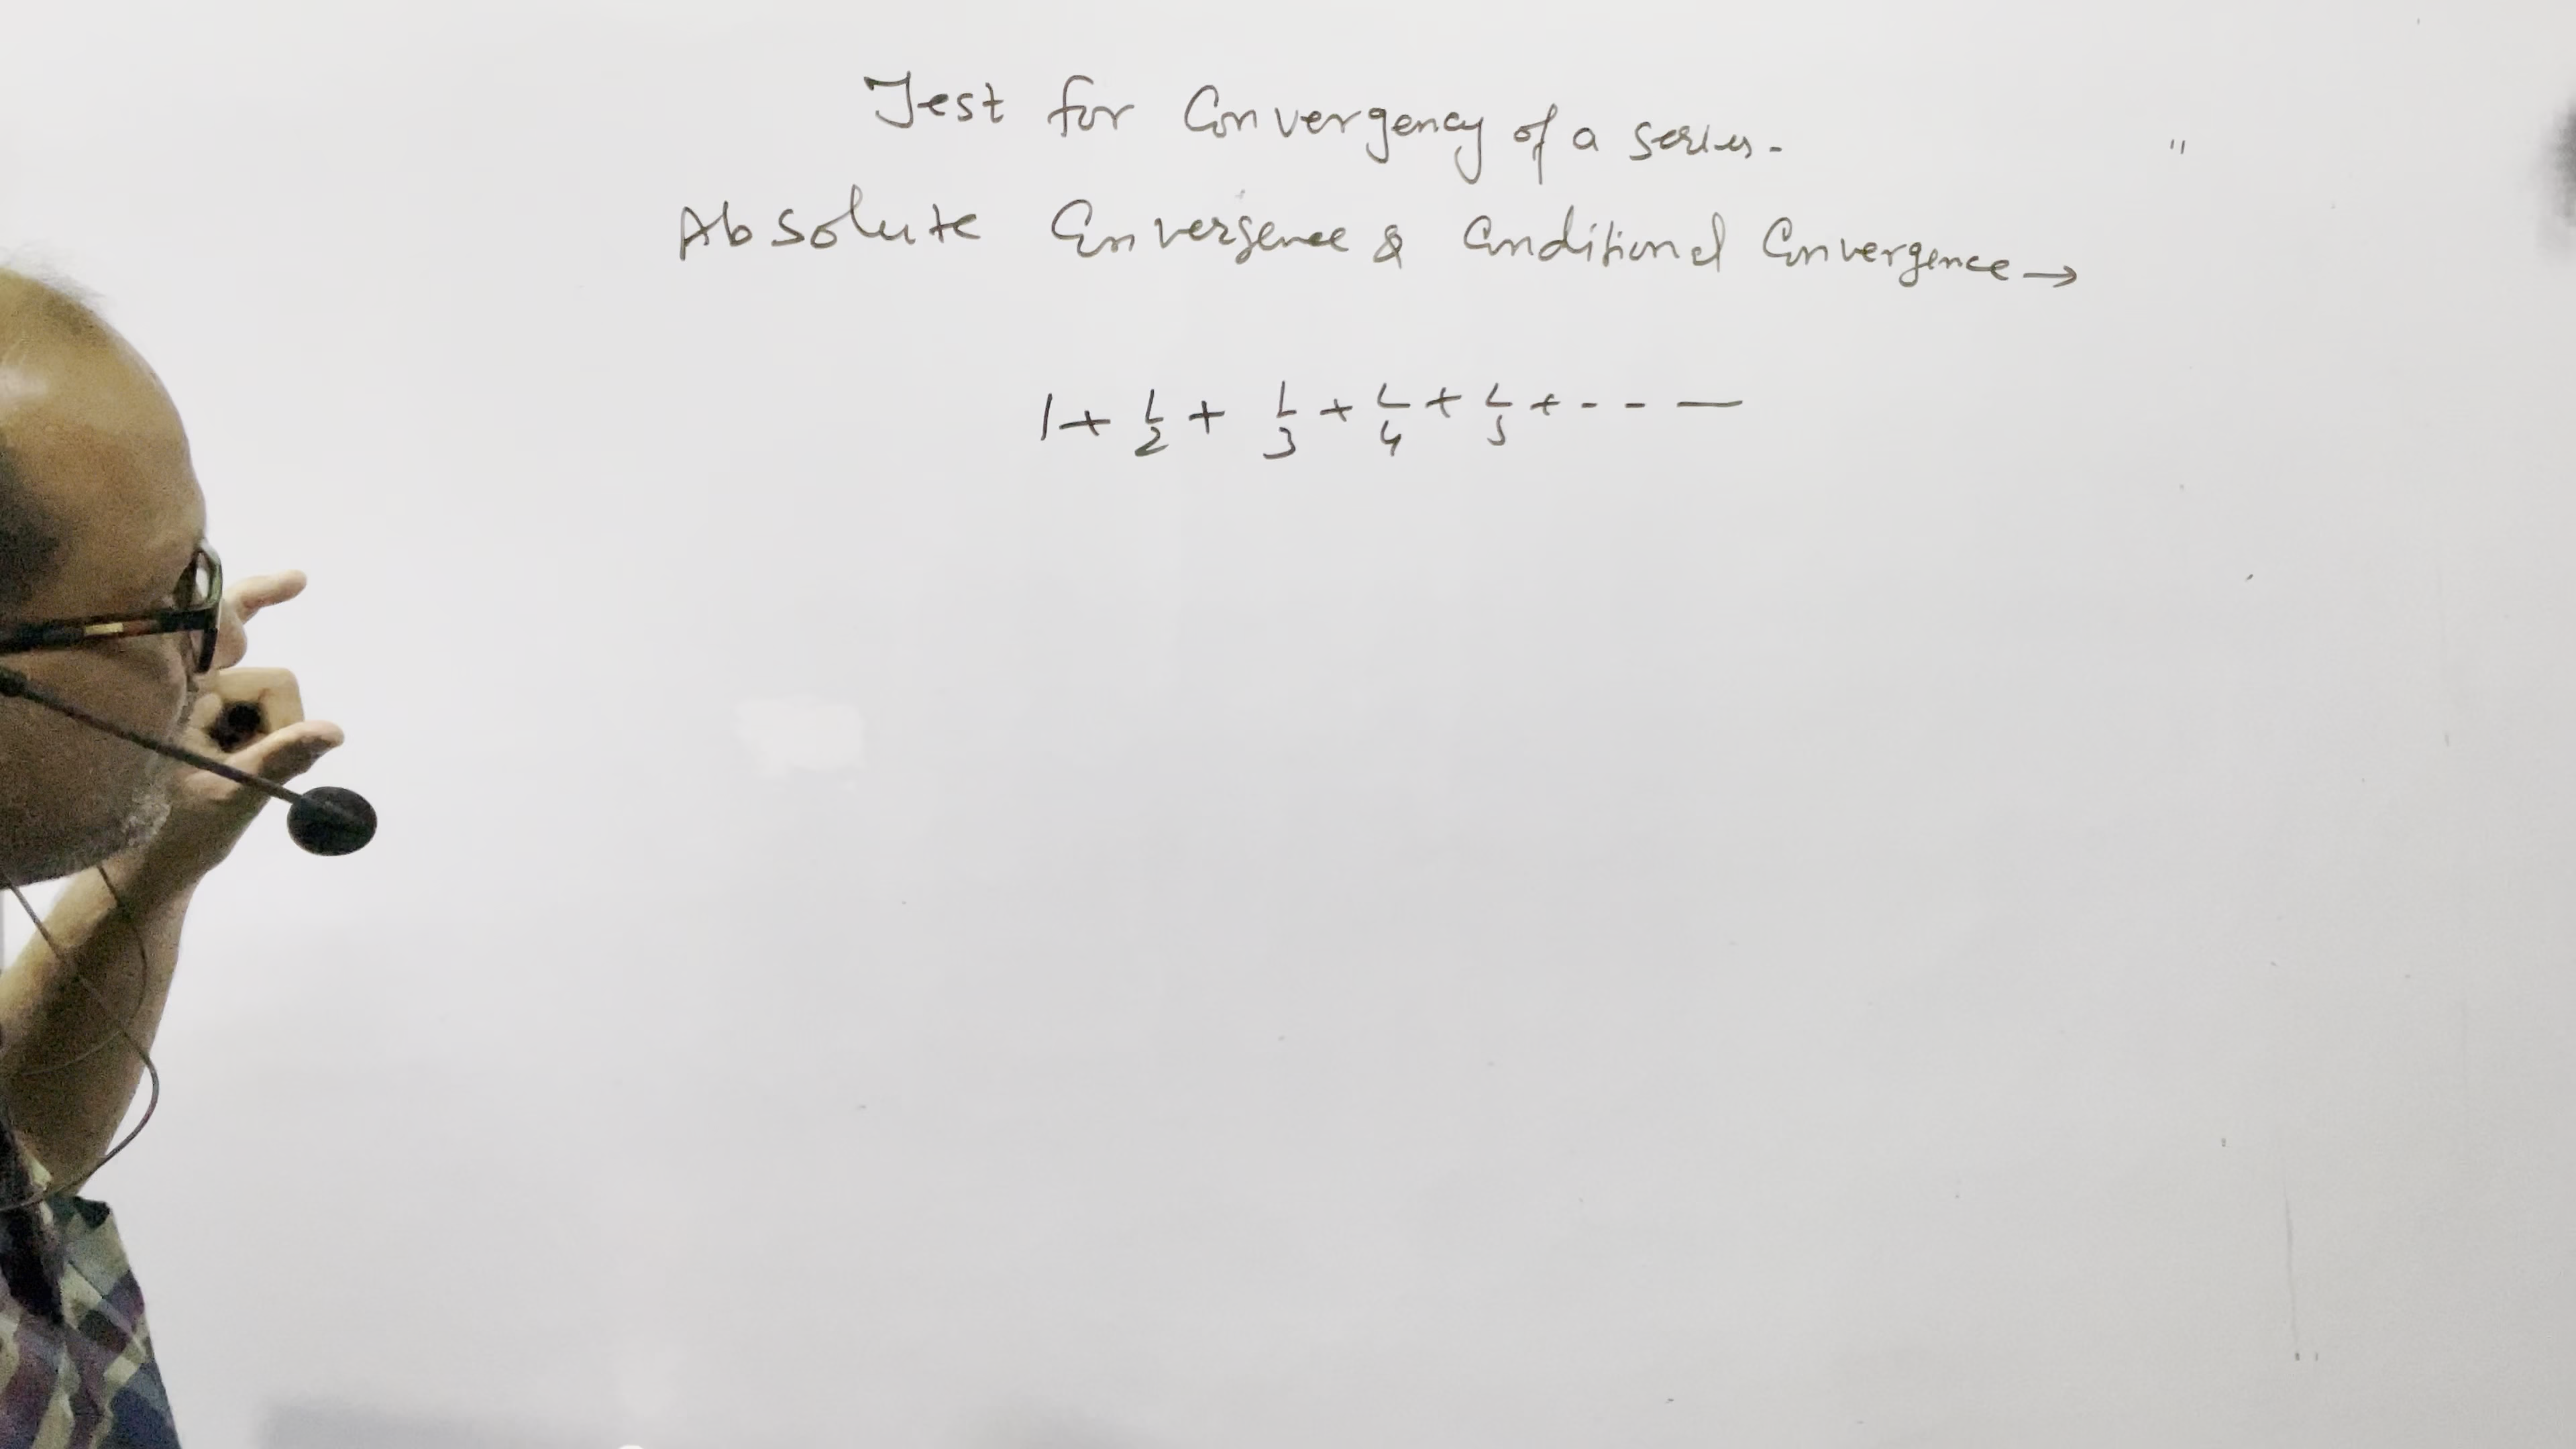 Test for Convergency of a series.
Absolute Convergence & Conditional Convergence →
1 + 1/2 + 1/3 + 1/4 + 1/5 + - - —